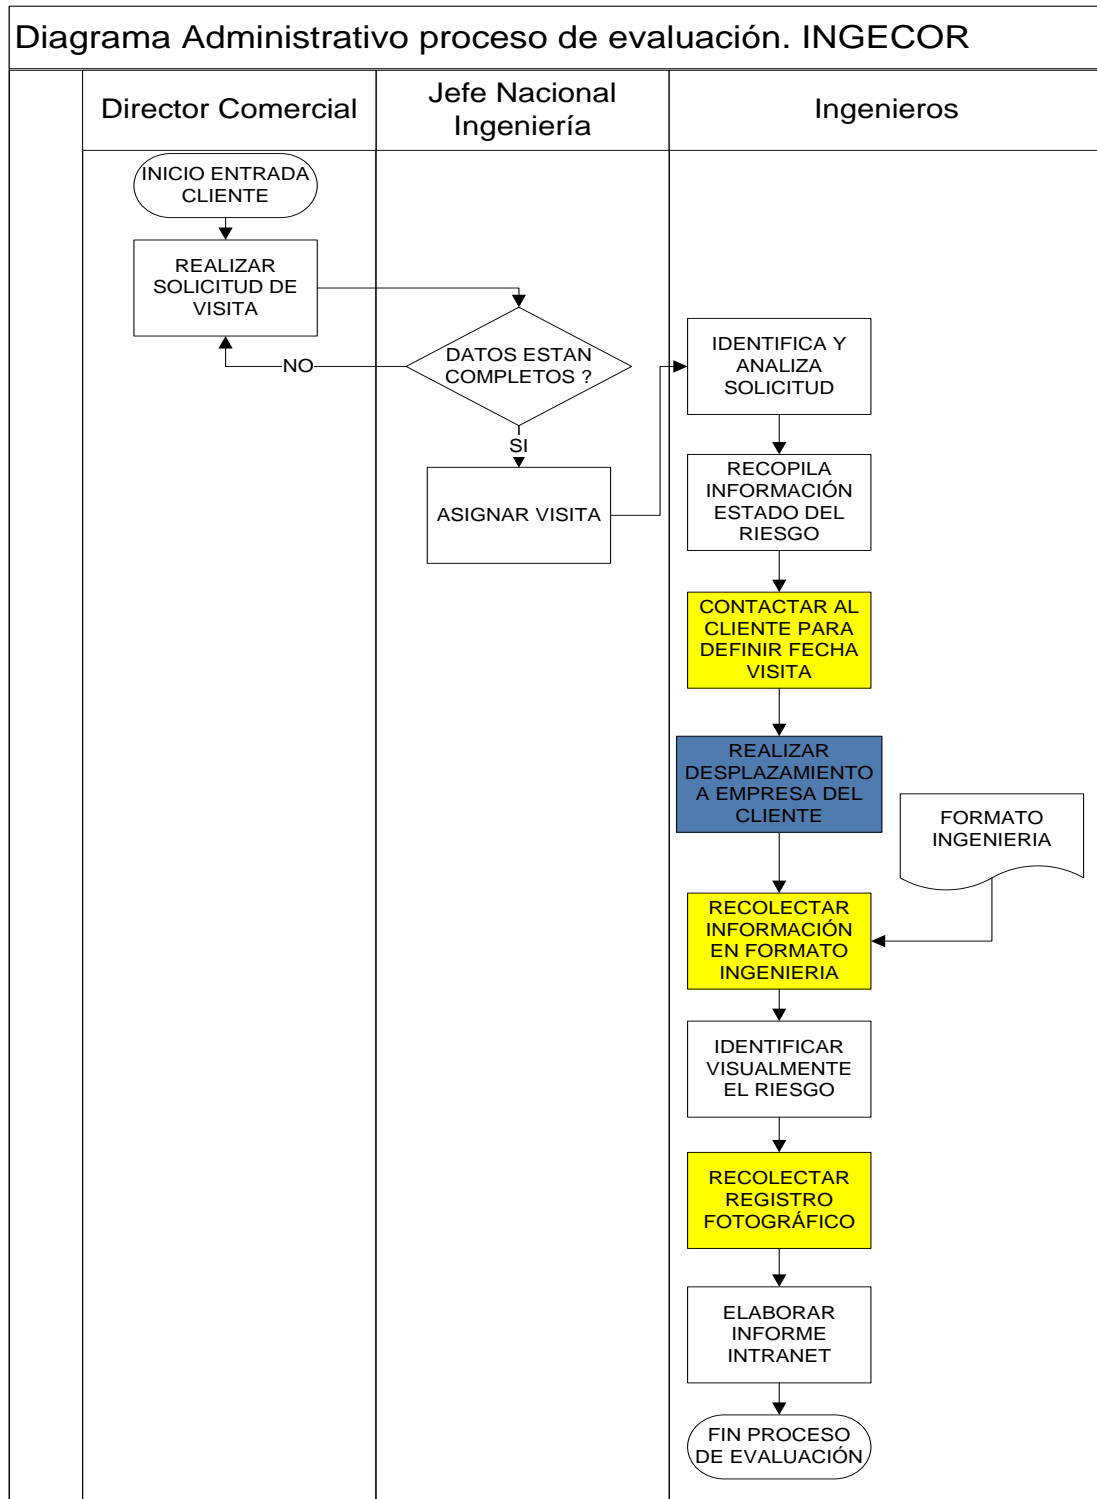 Diagrama Administrativo proceso de evaluación. INGECOR
Director Comercial
Jefe Nacional
Ingeniería
Ingenieros
INICIO ENTRADA
CLIENTE
REALIZAR
SOLICITUD DE
VISITA
DATOS ESTAN
COMPLETOS ?
NO
SI
ASIGNAR VISITA
IDENTIFICA Y
ANALIZA
SOLICITUD
RECOPILA
INFORMACIÓN
ESTADO DEL
RIESGO
CONTACTAR AL
CLIENTE PARA
DEFINIR FECHA
VISITA
REALIZAR
DESPLAZAMIENTO
A EMPRESA DEL
CLIENTE
FORMATO
INGENIERIA
RECOLECTAR
INFORMACIÓN
EN FORMATO
INGENIERIA
IDENTIFICAR
VISUALMENTE
EL RIESGO
RECOLECTAR
REGISTRO
FOTOGRÁFICO
ELABORAR
INFORME
INTRANET
FIN PROCESO
DE EVALUACIÓN